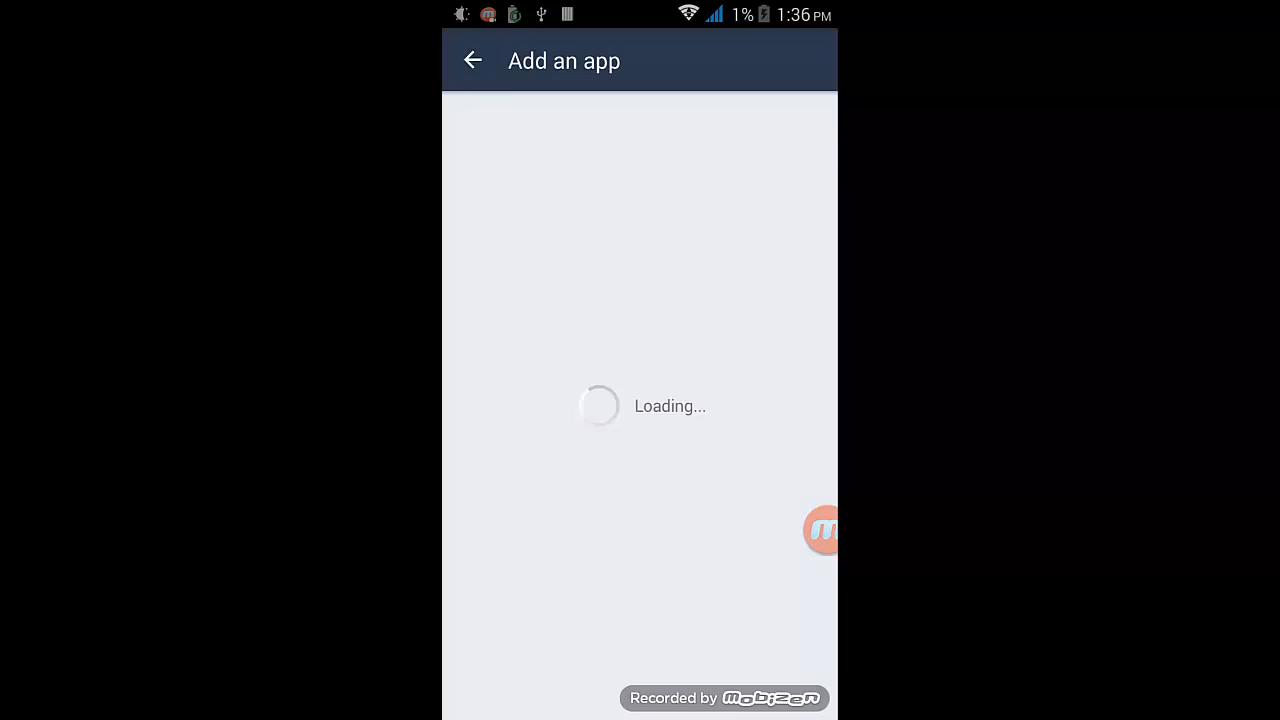 1% 1:36 PM
Add an app
Loading...
m
Recorded by mobizen